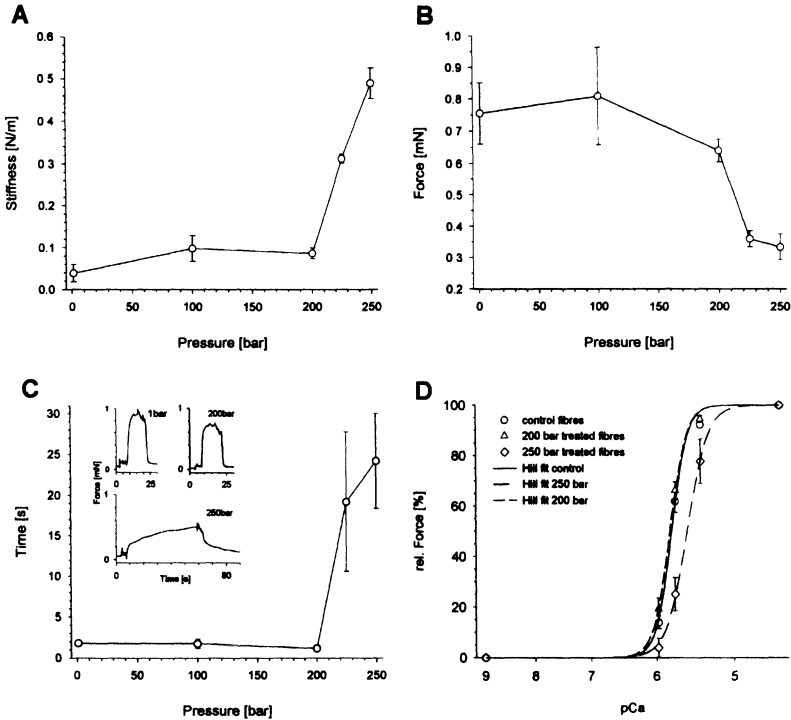 A
Stiffness [N/m]
0.6
0.5
0.4
0.3
0.2
0.1
0.0
0 50 100 150 200 250
Pressure [bar]
B
Force [mN]
1.0
0.9
0.8
0.7
0.6
0.5
0.4
0.3
0.2
0 50 100 150 200 250
Pressure [bar]
C
Time [s]
30
25
20
15
10
5
0
0 50 100 150 200 250
Pressure [bar]
1bar
1
0
0 25
200bar
1
0
0 25
Force [mN]
250bar
1
0
0 40 80
Time [s]
D
rel. Force [%]
100
80
60
40
20
0
control fibres
200 bar treated fibres
250 bar treated fibres
Hill fit control
Hill fit 250 bar
Hill fit 200 bar
9 8 7 6 5
pCa